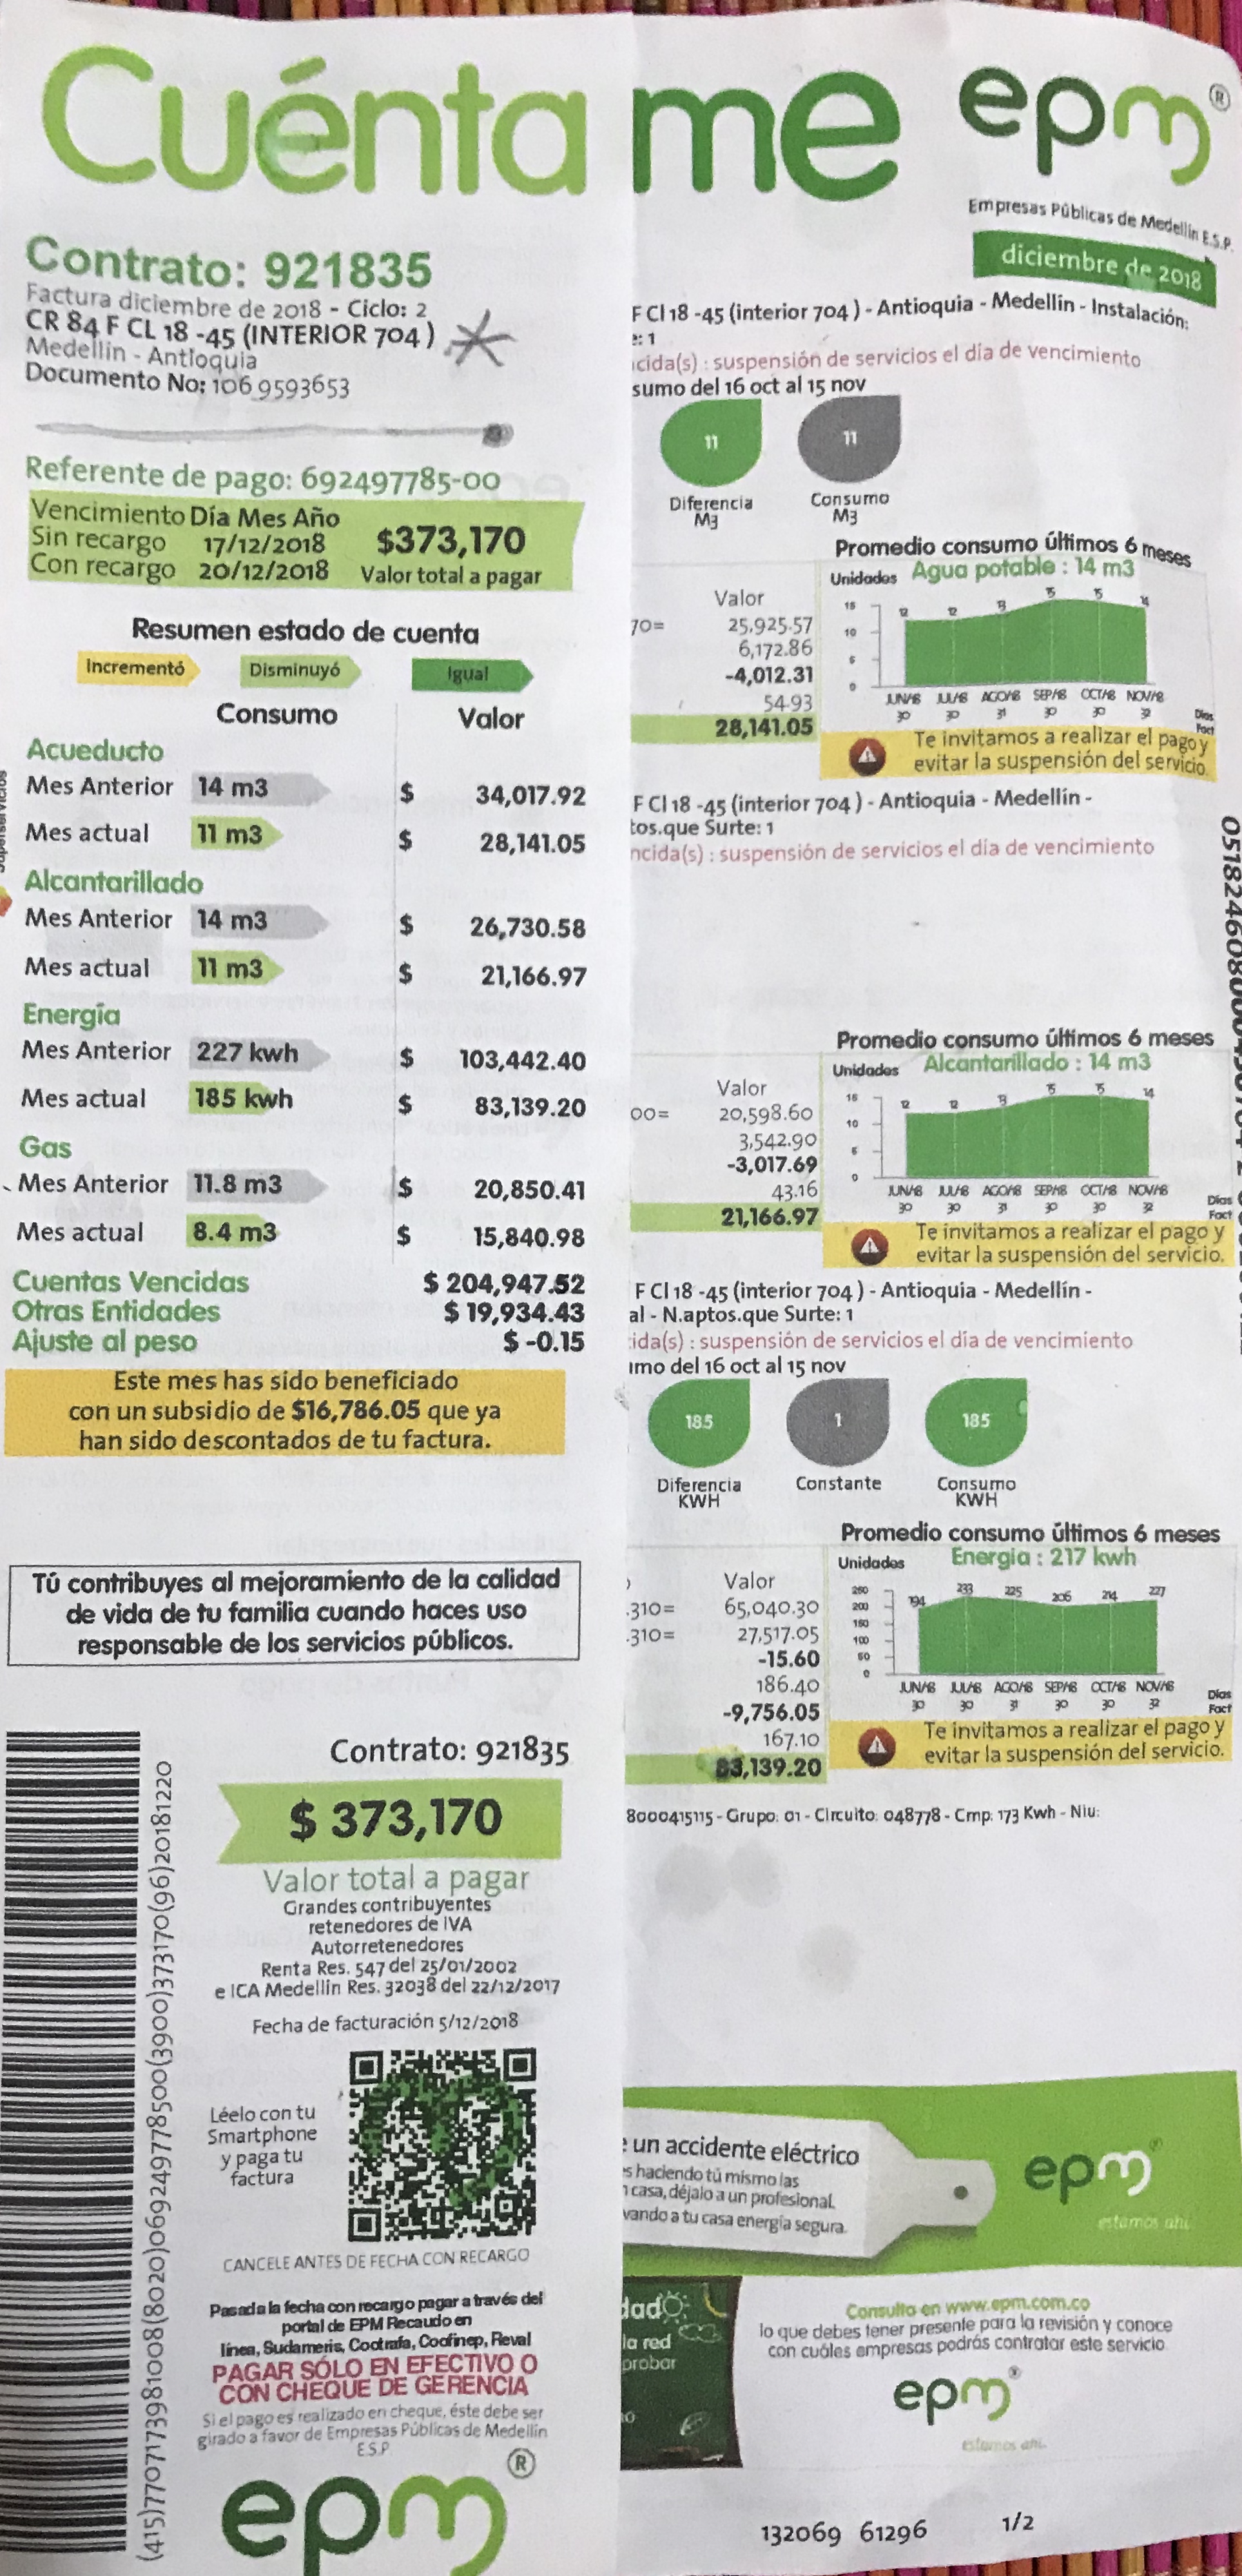 Cuéntame epm®
Empresas Públicas de Medellín E.S.P.
diciembre de 2018
Contrato: 921835
Factura diciembre de 2018 - Ciclo: 2
CR 84 F CL 18 -45 (INTERIOR 704)
Medellín - Antioquia
Documento No: 1069593653
Referente de pago: 692497785-00
Vencimiento Día Mes Año
Sin recargo 17/12/2018 $373,170
Con recargo 20/12/2018 Valor total a pagar
Resumen estado de cuenta
Incrementó Disminuyó Igual
Consumo Valor
Acueducto
Mes Anterior 14 m3 $ 34,017.92
Mes actual 11 m3 $ 28,141.05
Alcantarillado
Mes Anterior 14 m3 $ 26,730.58
Mes actual 11 m3 $ 21,166.97
Energía
Mes Anterior 227 kwh $ 103,442.40
Mes actual 185 kwh $ 83,139.20
Gas
Mes Anterior 11.8 m3 $ 20,850.41
Mes actual 8.4 m3 $ 15,840.98
Cuentas Vencidas $ 204,947.52
Otras Entidades $ 19,934.43
Ajuste al peso $ -0.15
Este mes has sido beneficiado
con un subsidio de $16,786.05 que ya
han sido descontados de tu factura.
Tú contribuyes al mejoramiento de la calidad
de vida de tu familia cuando haces uso
responsable de los servicios públicos.
Contrato: 921835
$ 373,170
Valor total a pagar
Grandes contribuyentes
retenedores de IVA
Autorretenedores
Renta Res. 547 del 25/01/2002
e ICA Medellín Res. 32038 del 22/12/2017
Fecha de facturación 5/12/2018
Léelo con tu
Smartphone
y paga tu
factura
CANCELE ANTES DE FECHA CON RECARGO
Pasada la fecha con recargo pagar a través del
portal de EPM Recaudo en
línea, Sudameris, Cootrafa, Coofinep, Reval
PAGAR SÓLO EN EFECTIVO O
CON CHEQUE DE GERENCIA
Si el pago es realizado en cheque, éste debe ser
girado a favor de Empresas Públicas de Medellín
E.S.P.
epm®
(415)7707173981008(8020)069249778500(3900)373170(96)20181220
F Cl 18 -45 (interior 704) - Antioquia - Medellín - Instalación:
e: 1
cida(s) : suspensión de servicios el día de vencimiento
sumo del 16 oct al 15 nov
11 11
Diferencia Consumo
M3 M3
Promedio consumo últimos 6 meses
Unidades Agua potable : 14 m3
Valor
70= 25,925.57
6,172.86
-4,012.31
54.93
28,141.05
15 10 5 0
12 12 13 15 15 14
JUN/18 JUL/18 AGO/18 SEP/18 OCT/18 NOV/18
30 30 31 30 30 32 Días
Fact
Te invitamos a realizar el pago y
evitar la suspensión del servicio.
F Cl 18 -45 (interior 704) - Antioquia - Medellín -
tos.que Surte: 1
ncida(s) : suspensión de servicios el día de vencimiento
Promedio consumo últimos 6 meses
Unidades Alcantarillado : 14 m3
Valor
00= 20,598.60
3,542.90
-3,017.69
43.16
21,166.97
15 10 5 0
12 12 13 15 15 14
JUN/18 JUL/18 AGO/18 SEP/18 OCT/18 NOV/18
30 30 31 30 30 32 Días
Fact
Te invitamos a realizar el pago y
evitar la suspensión del servicio.
F Cl 18 -45 (interior 704) - Antioquia - Medellín -
al - N.aptos.que Surte: 1
ida(s) : suspensión de servicios el día de vencimiento
umo del 16 oct al 15 nov
185 1 185
Diferencia Constante Consumo
KWH KWH
Promedio consumo últimos 6 meses
Unidades Energía : 217 kwh
Valor
.310= 65,040.30
.310= 27,517.05
-15.60
186.40
-9,756.05
167.10
83,139.20
250 200 150 100 50 0
194 233 225 206 214 227
JUN/18 JUL/18 AGO/18 SEP/18 OCT/18 NOV/18
30 30 31 30 30 32 Días
Fact
Te invitamos a realizar el pago y
evitar la suspensión del servicio.
8000415115 - Grupo: 01 - Circuito: 048778 - Cmp: 173 Kwh - Niu:
e un accidente eléctrico
es haciendo tú mismo las
n casa, déjalo a un profesional.
vando a tu casa energía segura.
epm®
estamos ahí.
dad
la red
probar
Consulta en www.epm.com.co
lo que debes tener presente para la revisión y conoce
con cuáles empresas podrás contratar este servicio
epm®
estamos ahí.
132069 61296 1/2